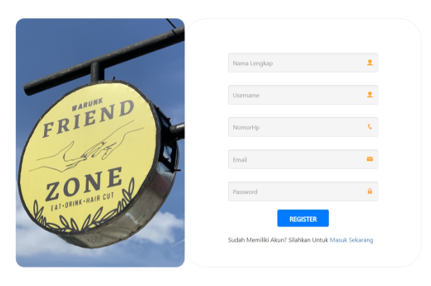 WARUNK
FRIEND
ZONE
EAT•DRINK•HAIR CUT
Nama Lengkap
Username
NomorHp
Email
Password
REGISTER
Sudah Memiliki Akun? Silahkan Untuk Masuk Sekarang